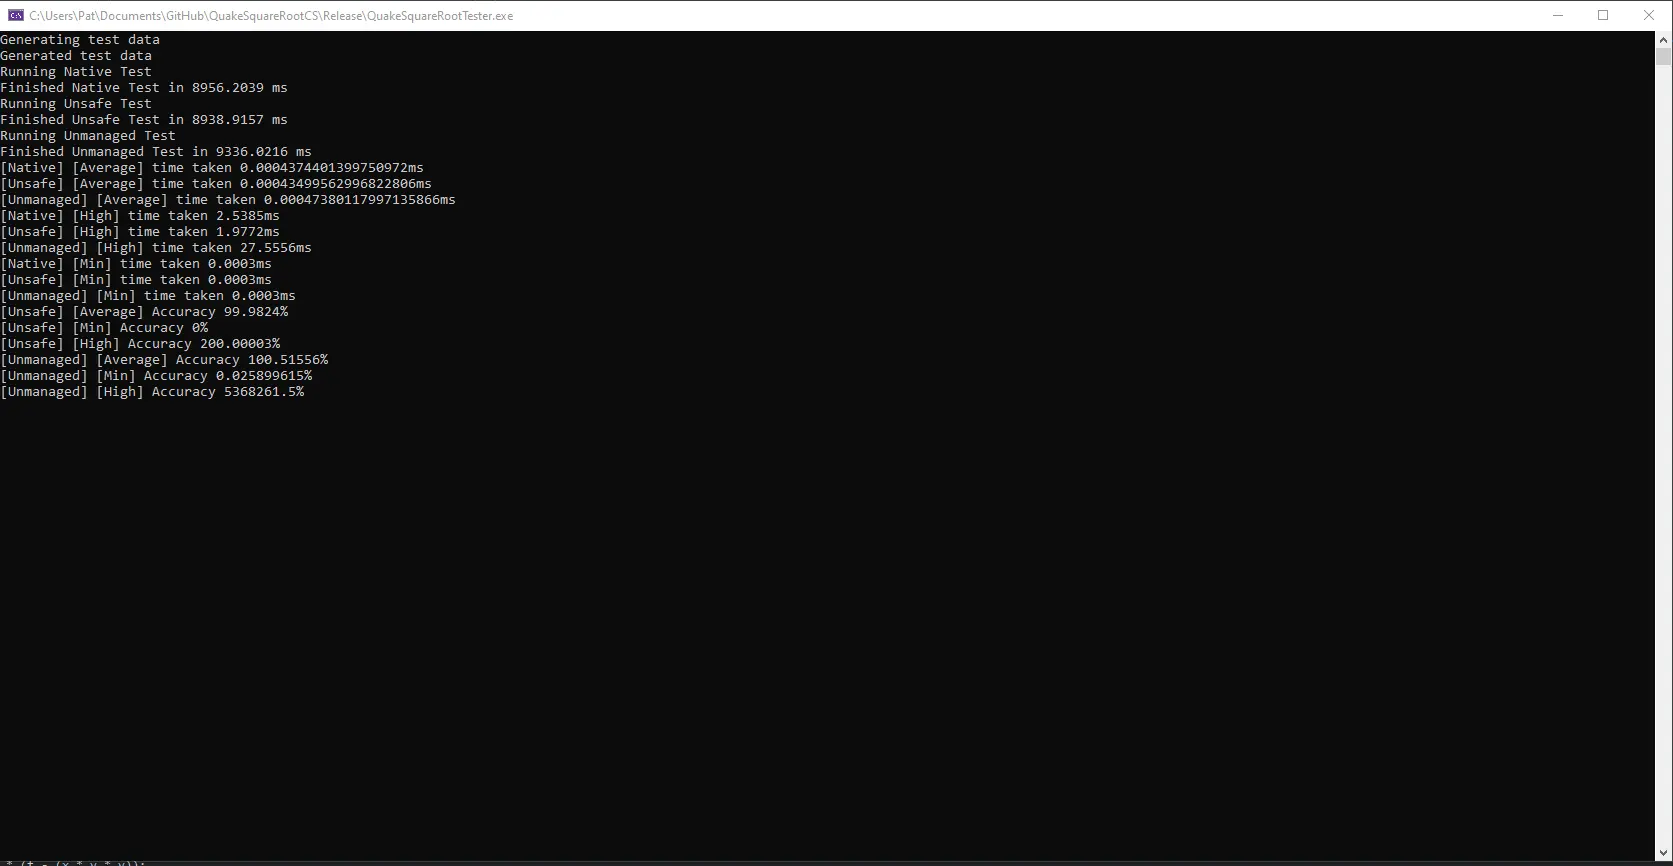 C:\Users\Pat\Documents\GitHub\QuakeSquareRootCS\Release\QuakeSquareRootTester.exe
Generating test data
Generated test data
Running Native Test
Finished Native Test in 8956.2039 ms
Running Unsafe Test
Finished Unsafe Test in 8938.9157 ms
Running Unmanaged Test
Finished Unmanaged Test in 9336.0216 ms
[Native] [Average] time taken 0.0004374401399750972ms
[Unsafe] [Average] time taken 0.00043499562996822806ms
[Unmanaged] [Average] time taken 0.00047380117997135866ms
[Native] [High] time taken 2.5385ms
[Unsafe] [High] time taken 1.9772ms
[Unmanaged] [High] time taken 27.5556ms
[Native] [Min] time taken 0.0003ms
[Unsafe] [Min] time taken 0.0003ms
[Unmanaged] [Min] time taken 0.0003ms
[Unsafe] [Average] Accuracy 99.9824%
[Unsafe] [Min] Accuracy 0%
[Unsafe] [High] Accuracy 200.00003%
[Unmanaged] [Average] Accuracy 100.51556%
[Unmanaged] [Min] Accuracy 0.025899615%
[Unmanaged] [High] Accuracy 5368261.5%